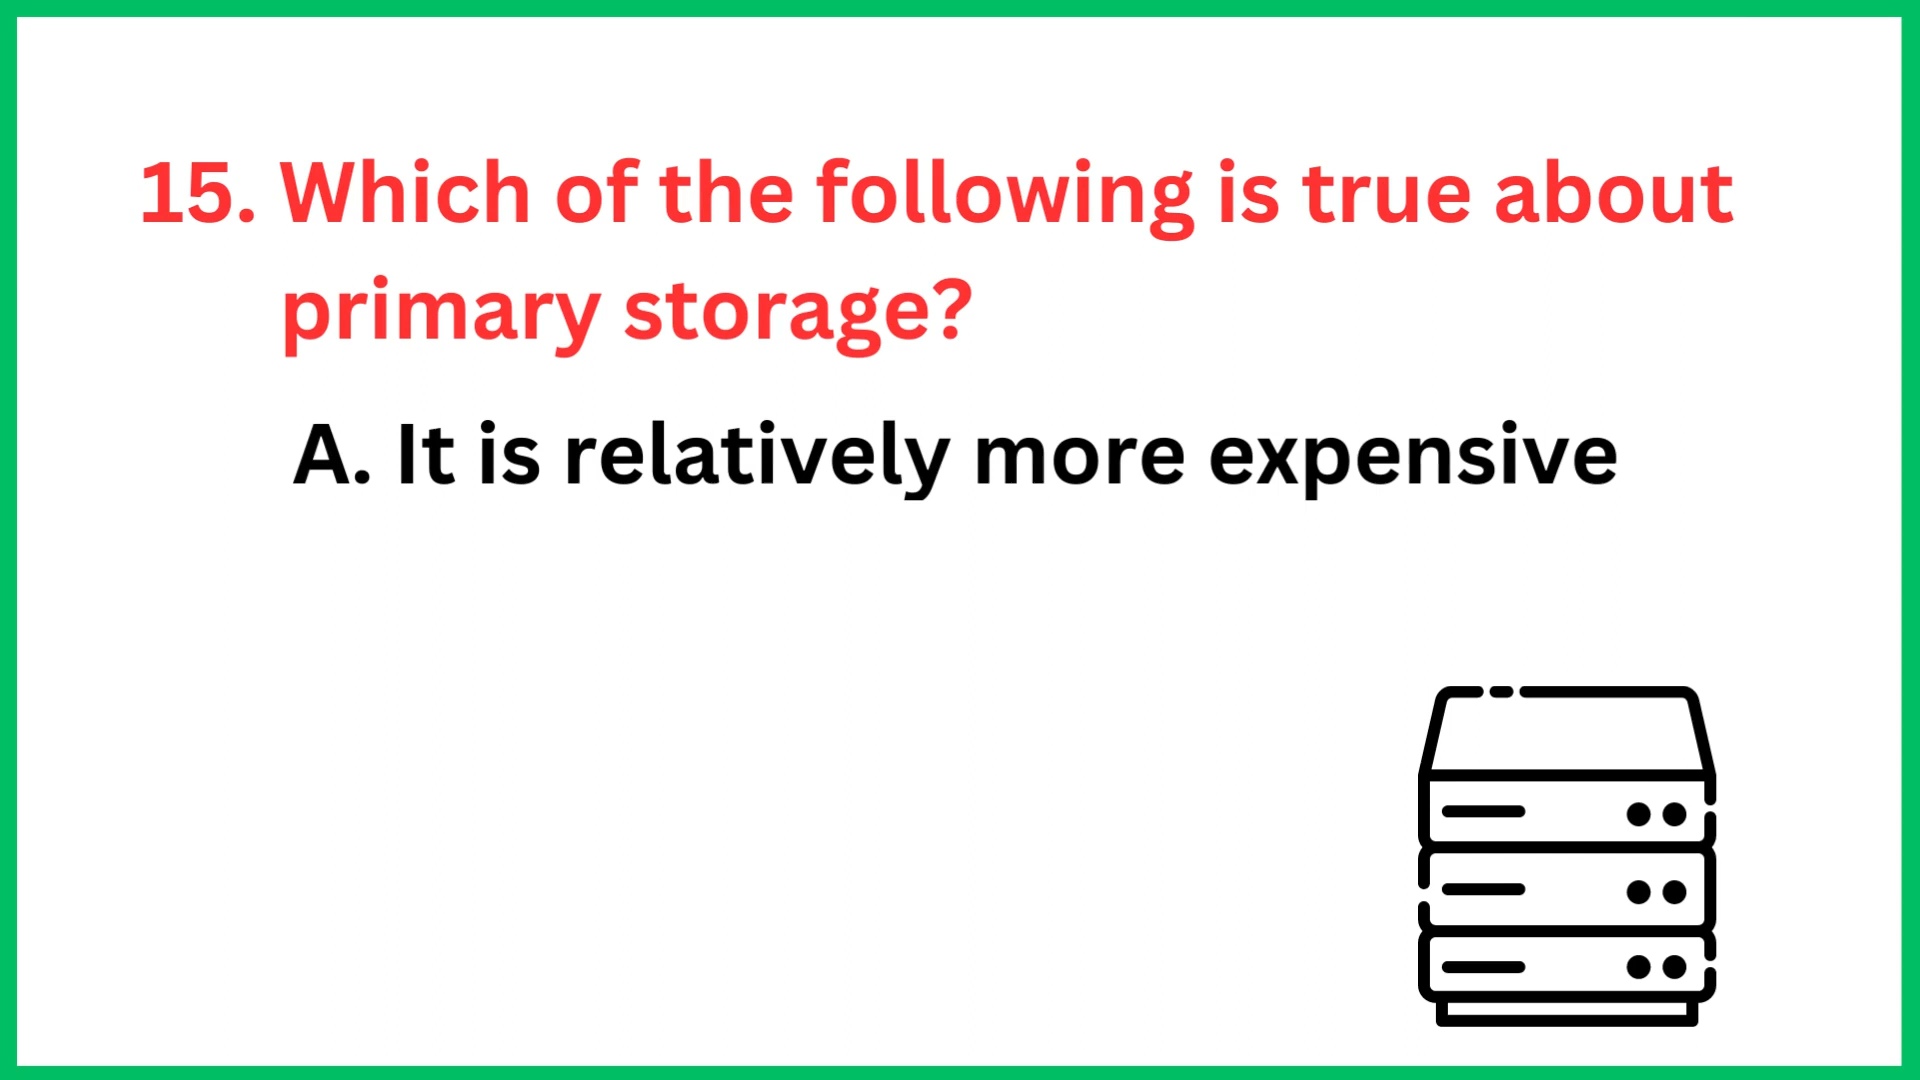 15. Which of the following is true about
primary storage?
A. It is relatively more expensive